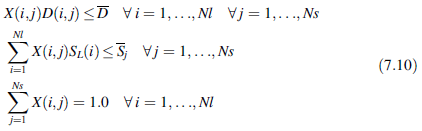 X(i,j)D(i,j) ≤ D̅ ∀i = 1,…,Nl ∀j = 1,…,Ns
∑_{i=1}^{Nl} X(i,j)S_L(i) ≤ S̅_j ∀j = 1,…,Ns
(7.10)
∑_{j=1}^{Ns} X(i,j) = 1.0 ∀i = 1,…,Nl